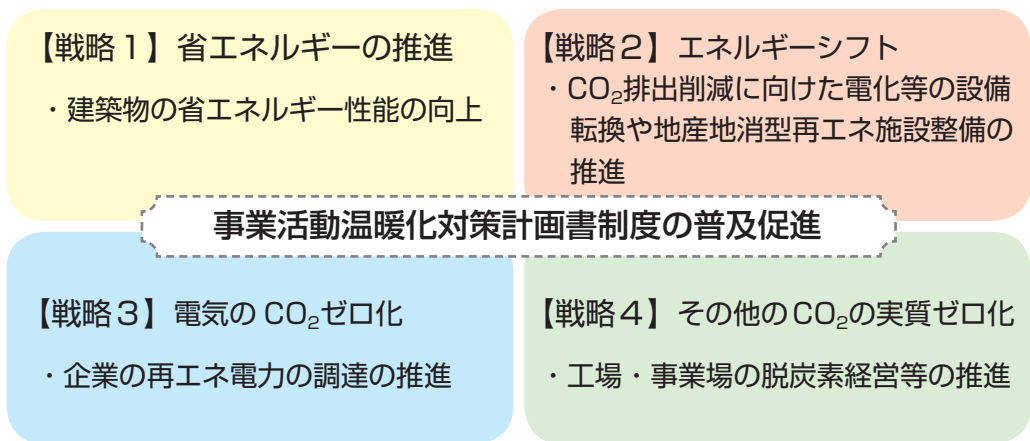 【戦略1】省エネルギーの推進
・建築物の省エネルギー性能の向上
【戦略2】エネルギーシフト
・CO₂排出削減に向けた電化等の設備
転換や地産地消型再エネ施設整備の
推進
事業活動温暖化対策計画書制度の普及促進
【戦略3】電気のCO₂ゼロ化
・企業の再エネ電力の調達の推進
【戦略4】その他のCO₂の実質ゼロ化
・工場・事業場の脱炭素経営等の推進